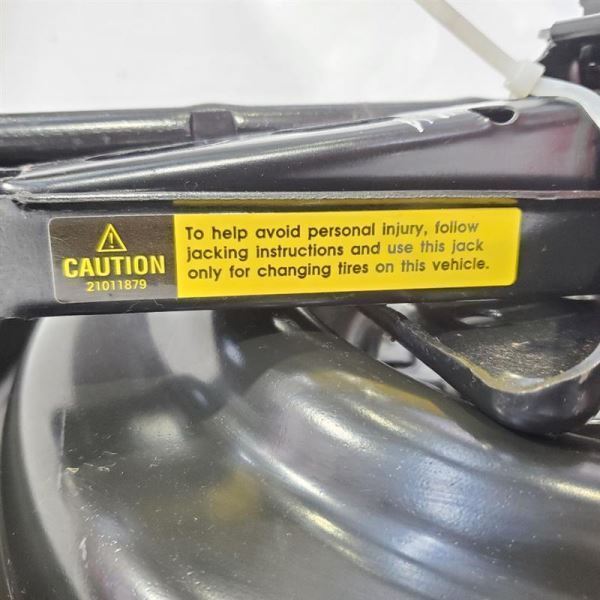 CAUTION
21011879
To help avoid personal injury, follow
jacking instructions and use this jack
only for changing tires on this vehicle.